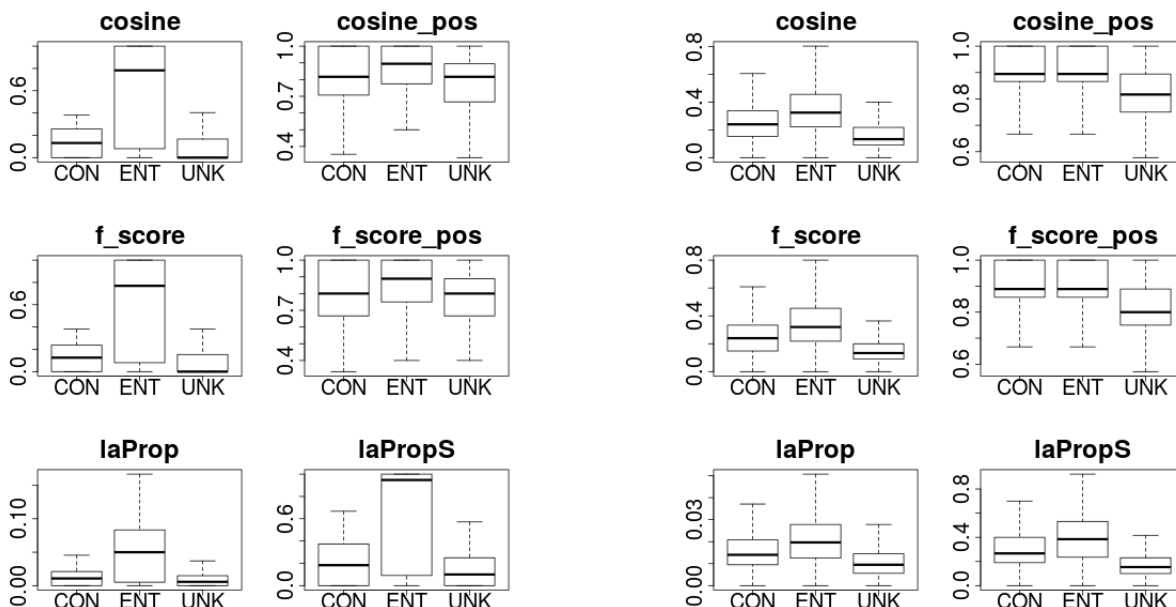 cosine cosine_pos cosine cosine_pos
0.0 0.6 0.4 0.7 1.0 0.0 0.4 0.8 0.6 0.8 1.0
CON ENT UNK CON ENT UNK CON ENT UNK CON ENT UNK
f_score f_score_pos f_score f_score_pos
0.0 0.6 0.4 0.7 1.0 0.0 0.4 0.8 0.6 0.8 1.0
CON ENT UNK CON ENT UNK CON ENT UNK CON ENT UNK
laProp laPropS laProp laPropS
0.00 0.10 0.0 0.6 0.00 0.03 0.0 0.4 0.8
CON ENT UNK CON ENT UNK CON ENT UNK CON ENT UNK